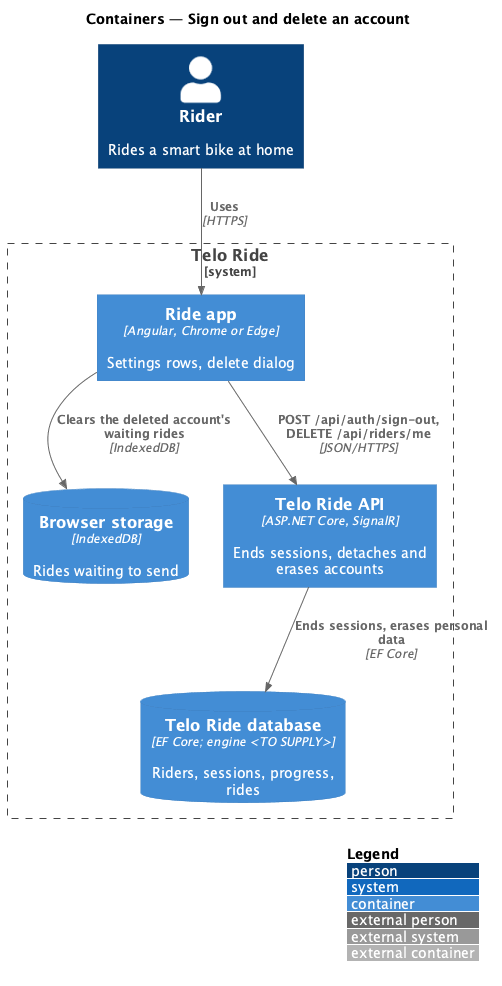 Containers — Sign out and delete an account
Rider
Rides a smart bike at home
Uses
[HTTPS]
Telo Ride
[system]
Ride app
[Angular, Chrome or Edge]
Settings rows, delete dialog
Clears the deleted account's
waiting rides
[IndexedDB]
POST /api/auth/sign-out,
DELETE /api/riders/me
[JSON/HTTPS]
Browser storage
[IndexedDB]
Rides waiting to send
Telo Ride API
[ASP.NET Core, SignalR]
Ends sessions, detaches and
erases accounts
Ends sessions, erases personal
data
[EF Core]
Telo Ride database
[EF Core; engine <TO SUPPLY>]
Riders, sessions, progress,
rides
Legend
person
system
container
external person
external system
external container